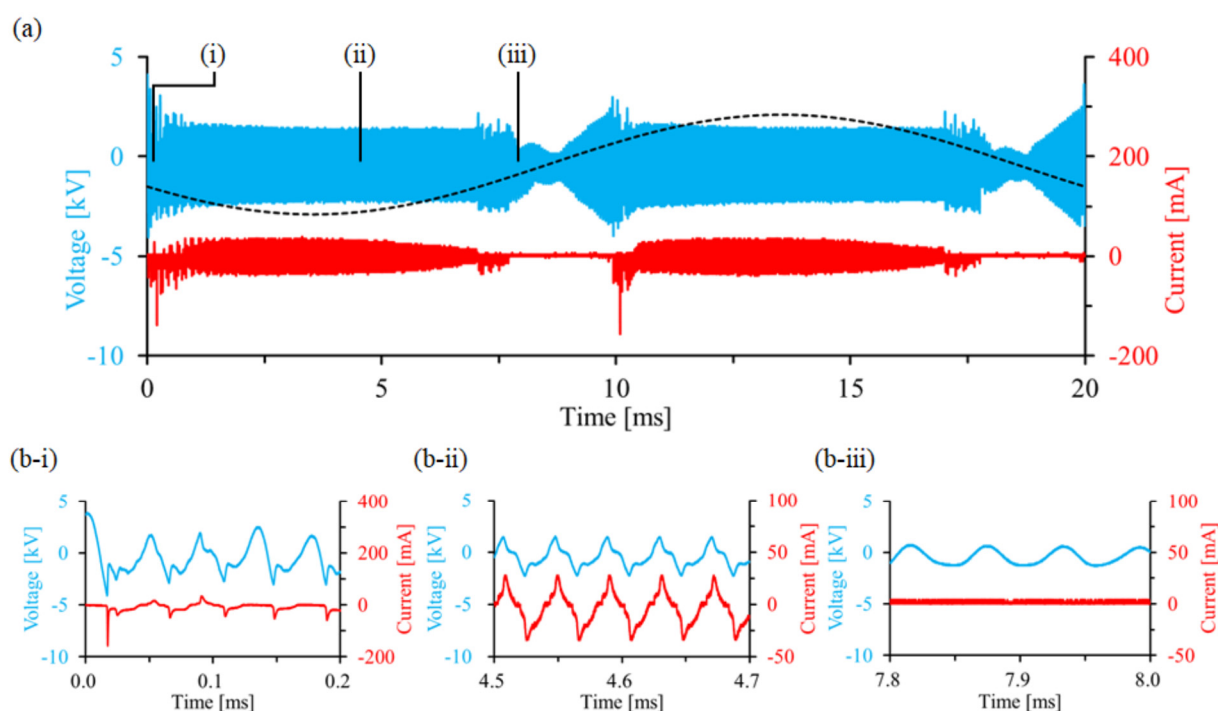 (a)
(i) (ii) (iii)
5 400
0 200
-5 0
-10 -200
Voltage [kV]
Current [mA]
0 5 10 15 20
Time [ms]
(b-i) (b-ii) (b-iii)
5 400 5 100 5 100
0 200 0 50 0 50
-5 0 -5 0 -5 0
-10 -200 -10 -50 -10 -50
Voltage [kV] Current [mA] Voltage [kV] Current [mA] Voltage [kV] Current [mA]
0.0 0.1 0.2 4.5 4.6 4.7 7.8 7.9 8.0
Time [ms] Time [ms] Time [ms]